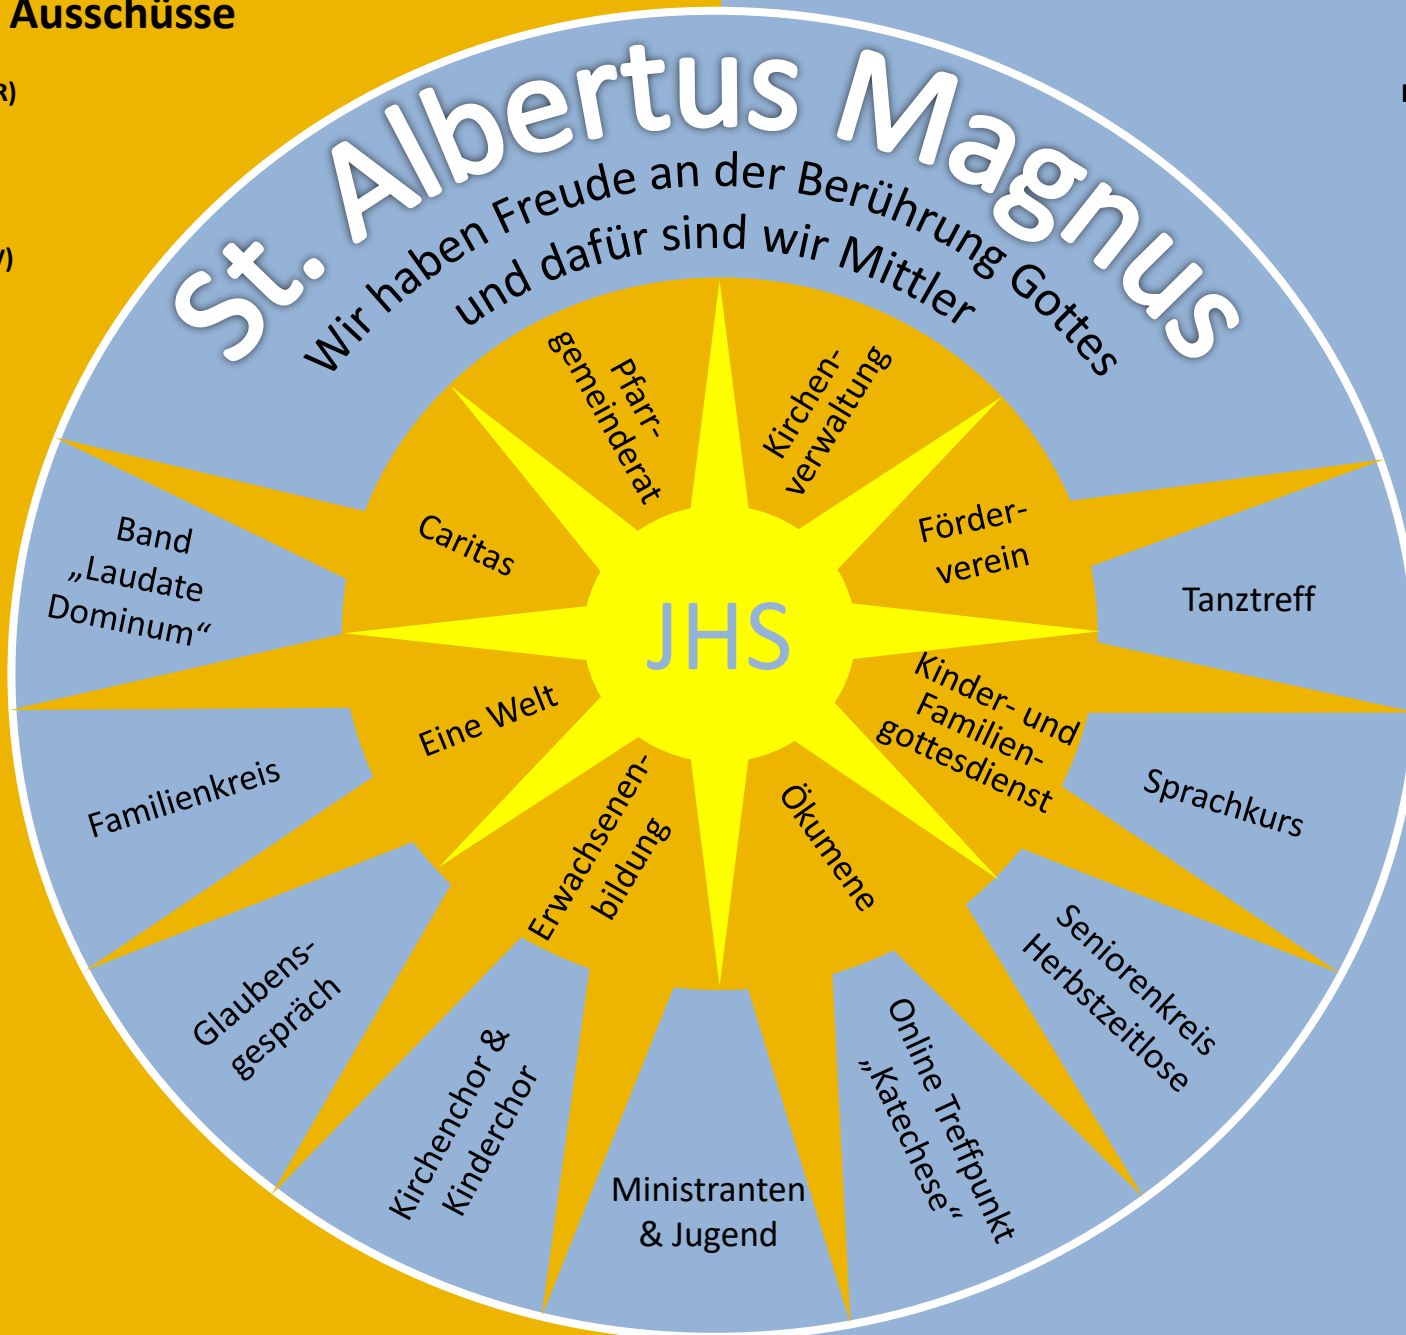 Ausschüsse
R)
V)
St. Albertus Magnus
Wir haben Freude an der Berührung Gottes
und dafür sind wir Mittler
Pfarr-
gemeinderat
Kirchen-
verwaltung
Caritas
Förder-
verein
JHS
Eine Welt
Kinder- und
Familien-
gottesdienst
Erwachsenen-
bildung
Ökumene
Band
„Laudate
Dominum“
Tanztreff
Familienkreis
Sprachkurs
Glaubens-
gespräch
Seniorenkreis
Herbstzeitlose
Kirchenchor &
Kinderchor
Online Treffpunkt
„Katechese“
Ministranten
& Jugend